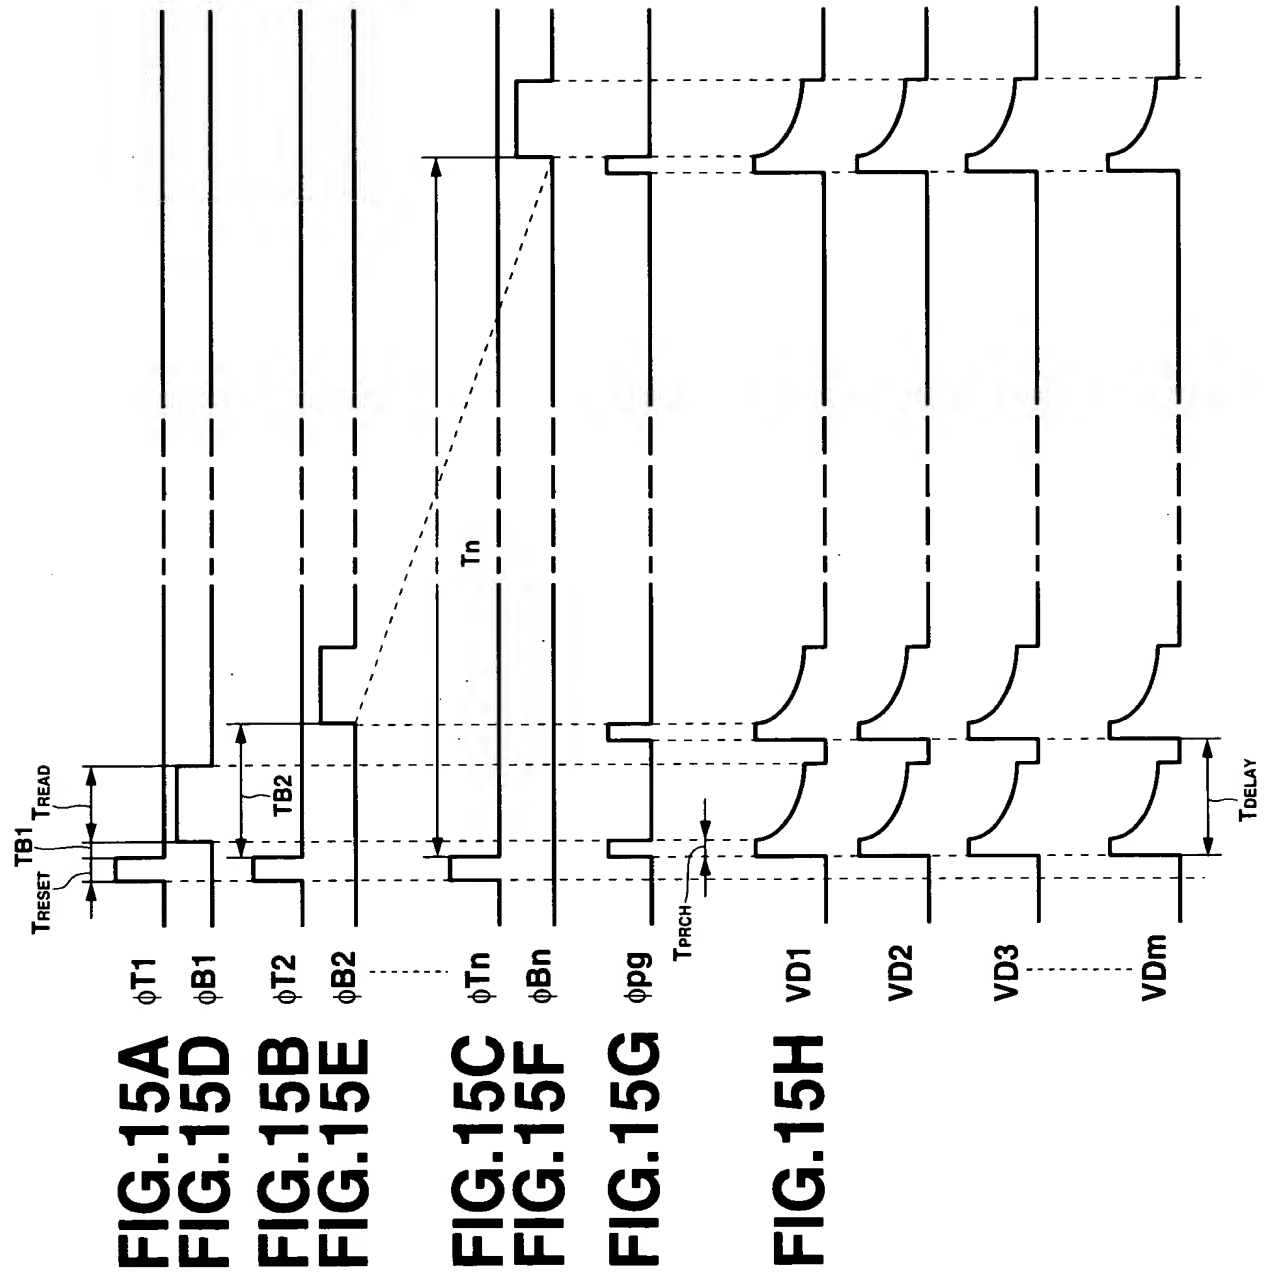 FIG.15A φT1
FIG.15D φB1
FIG.15B φT2
FIG.15E φB2
FIG.15C φTn
FIG.15F φBn
FIG.15G φpg
FIG.15H VD1
VD2
VD3
VDm
TRESET
TB1
TREAD
TB2
Tn
TPRCH
TDELAY